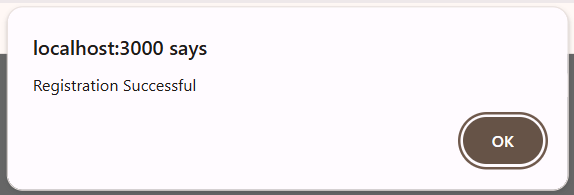 localhost:3000 says
Registration Successful
OK